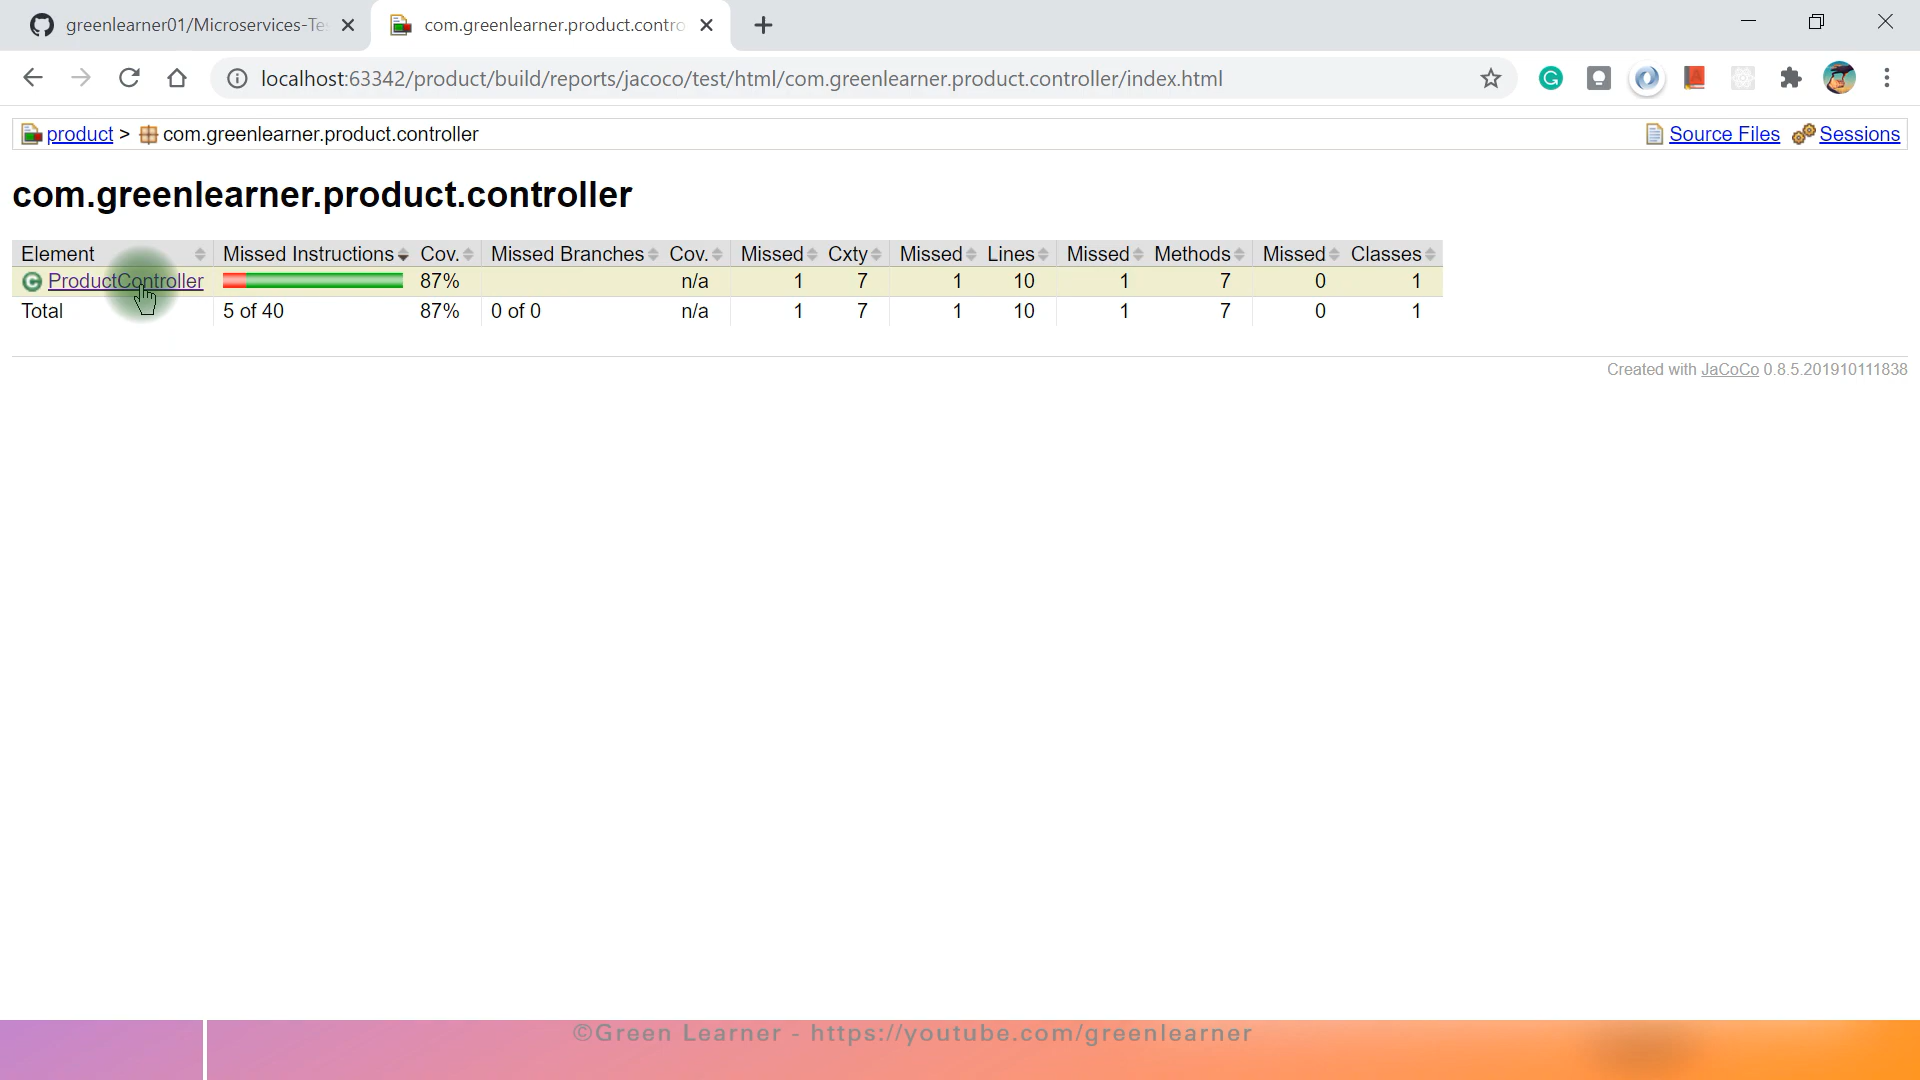 greenlearner01/Microservices-Te
com.greenlearner.product.contro
localhost:63342/product/build/reports/jacoco/test/html/com.greenlearner.product.controller/index.html
product > com.greenlearner.product.controller Source Files Sessions
com.greenlearner.product.controller
Element Missed Instructions Cov. Missed Branches Cov. Missed Cxty Missed Lines Missed Methods Missed Classes
C ProductController 87% n/a 1 7 1 10 1 7 0 1
Total 5 of 40 87% 0 of 0 n/a 1 7 1 10 1 7 0 1
Created with JaCoCo 0.8.5.201910111838
©Green Learner - https://youtube.com/greenlearner